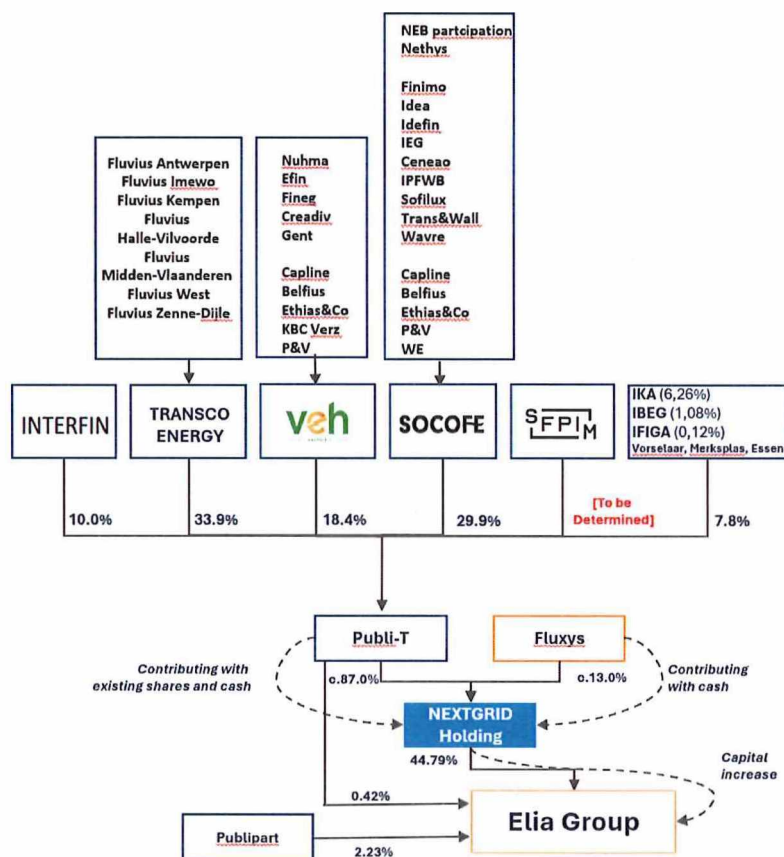 NEB partcipation
Nethys
Finimo
Idea
Idefin
IEG
Ceneao
IPFWB
Sofilux
Trans&Wall
Wavre
Capline
Belfius
Ethias&Co
P&V
WE
Fluvius Antwerpen
Fluvius Imewo
Fluvius Kempen
Fluvius
Halle-Vilvoorde
Fluvius
Midden-Vlaanderen
Fluvius West
Fluvius Zenne-Dijle
Nuhma
Efin
Fineg
Creadiv
Gent
Capline
Belfius
Ethias&Co
KBC Verz
P&V
INTERFIN
TRANSCO
ENERGY
veh
SOCOFE
SFPIM
IKA (6,26%)
IBEG (1,08%)
IFIGA (0,12%)
Vorselaar, Merksplas, Essen
10.0%
33.9%
18.4%
29.9%
[To be
Determined]
7.8%
Publi-T
Fluxys
Contributing with
existing shares and cash
c.87.0%
c.13.0%
Contributing
with cash
NEXTGRID
Holding
44.79%
Capital
increase
0.42%
Elia Group
Publipart
2.23%